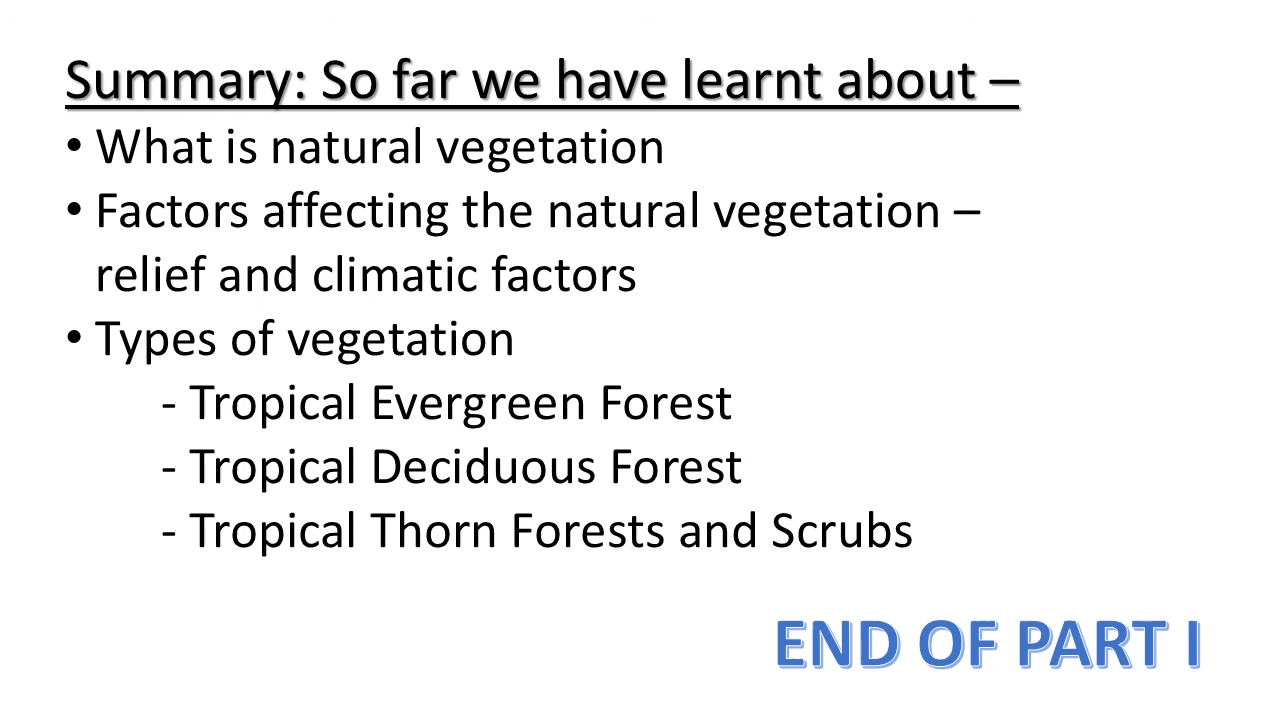 Summary: So far we have learnt about –
• What is natural vegetation
• Factors affecting the natural vegetation –
relief and climatic factors
• Types of vegetation
- Tropical Evergreen Forest
- Tropical Deciduous Forest
- Tropical Thorn Forests and Scrubs
END OF PART I